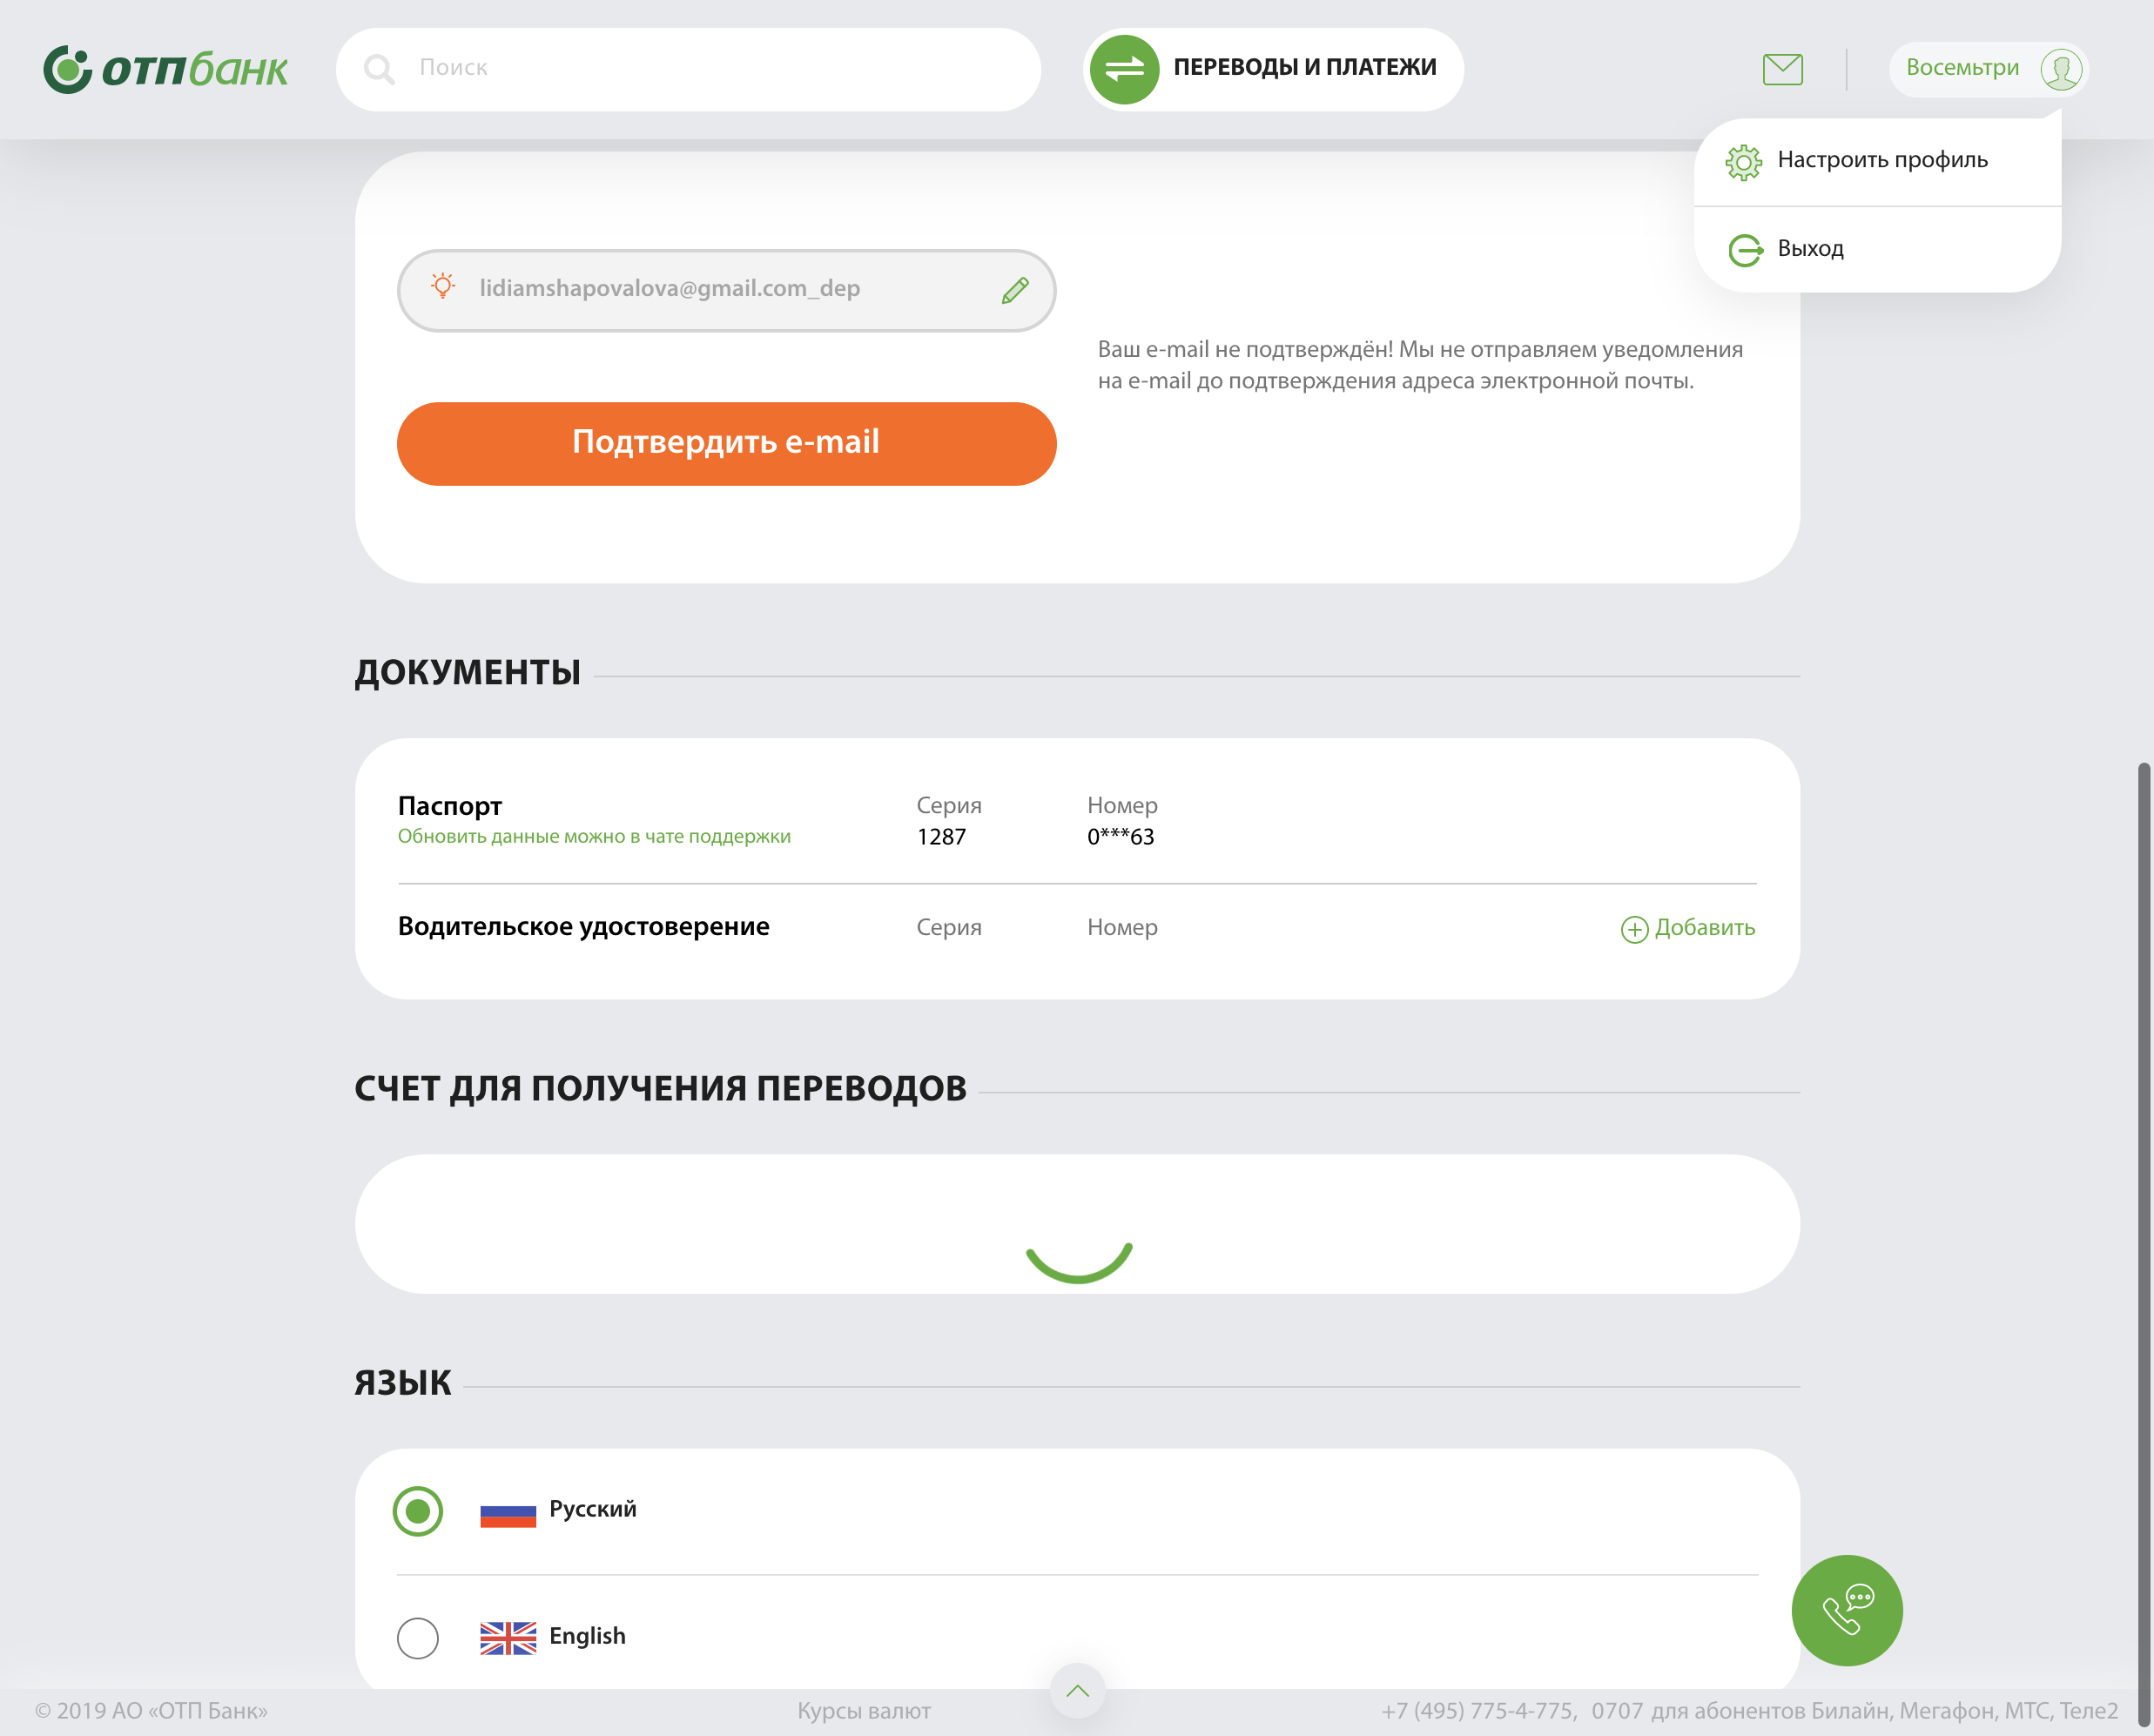 ОТПбанк
Поиск
ПЕРЕВОДЫ И ПЛАТЕЖИ
Восемьтри
Настроить профиль
Выход
lidiamshapovalova@gmail.com_dep
Ваш e-mail не подтверждён! Мы не отправляем уведомления
на e-mail до подтверждения адреса электронной почты.
Подтвердить e-mail
ДОКУМЕНТЫ
Паспорт Серия Номер
Обновить данные можно в чате поддержки 1287 0***63
Водительское удостоверение Серия Номер Добавить
СЧЕТ ДЛЯ ПОЛУЧЕНИЯ ПЕРЕВОДОВ
ЯЗЫК
Русский
English
© 2019 АО «ОТП Банк» Курсы валют +7 (495) 775-4-775, 0707 для абонентов Билайн, Мегафон, МТС, Теле2